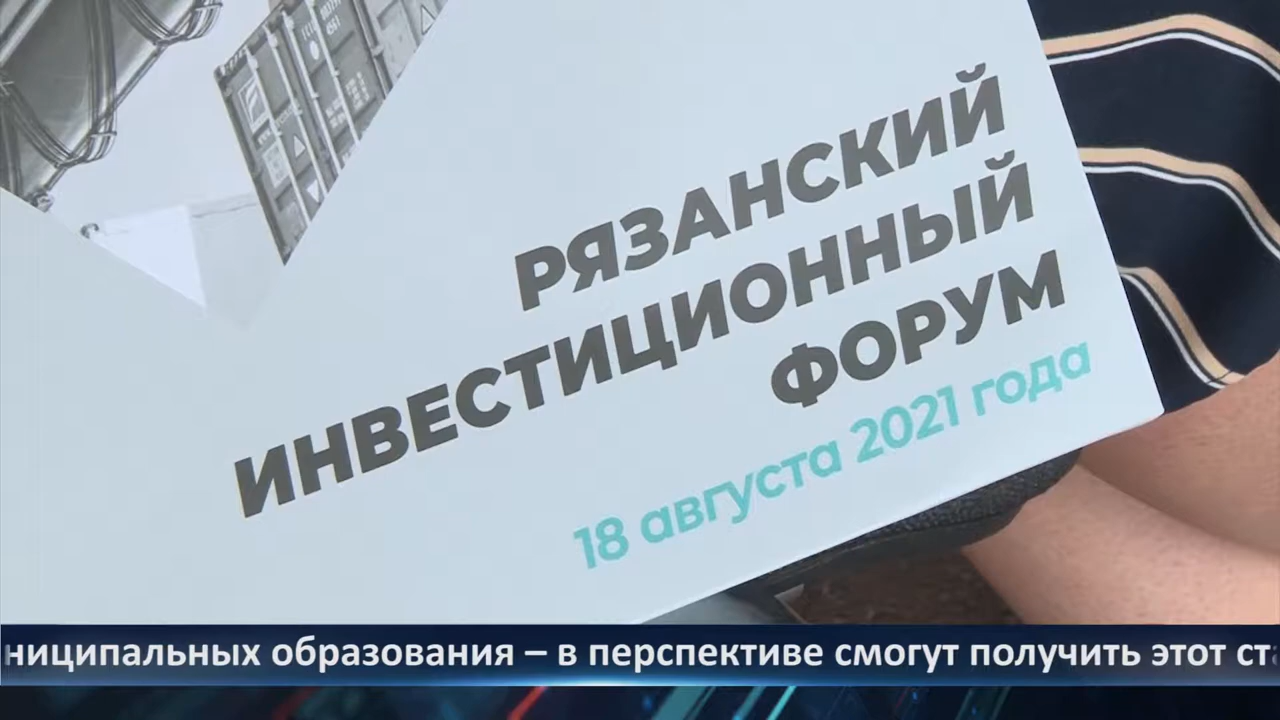 РЯЗАНСКИЙ
ИНВЕСТИЦИОННЫЙ
ФОРУМ
18 августа 2021 года
ниципальных образования – в перспективе смогут получить этот ст